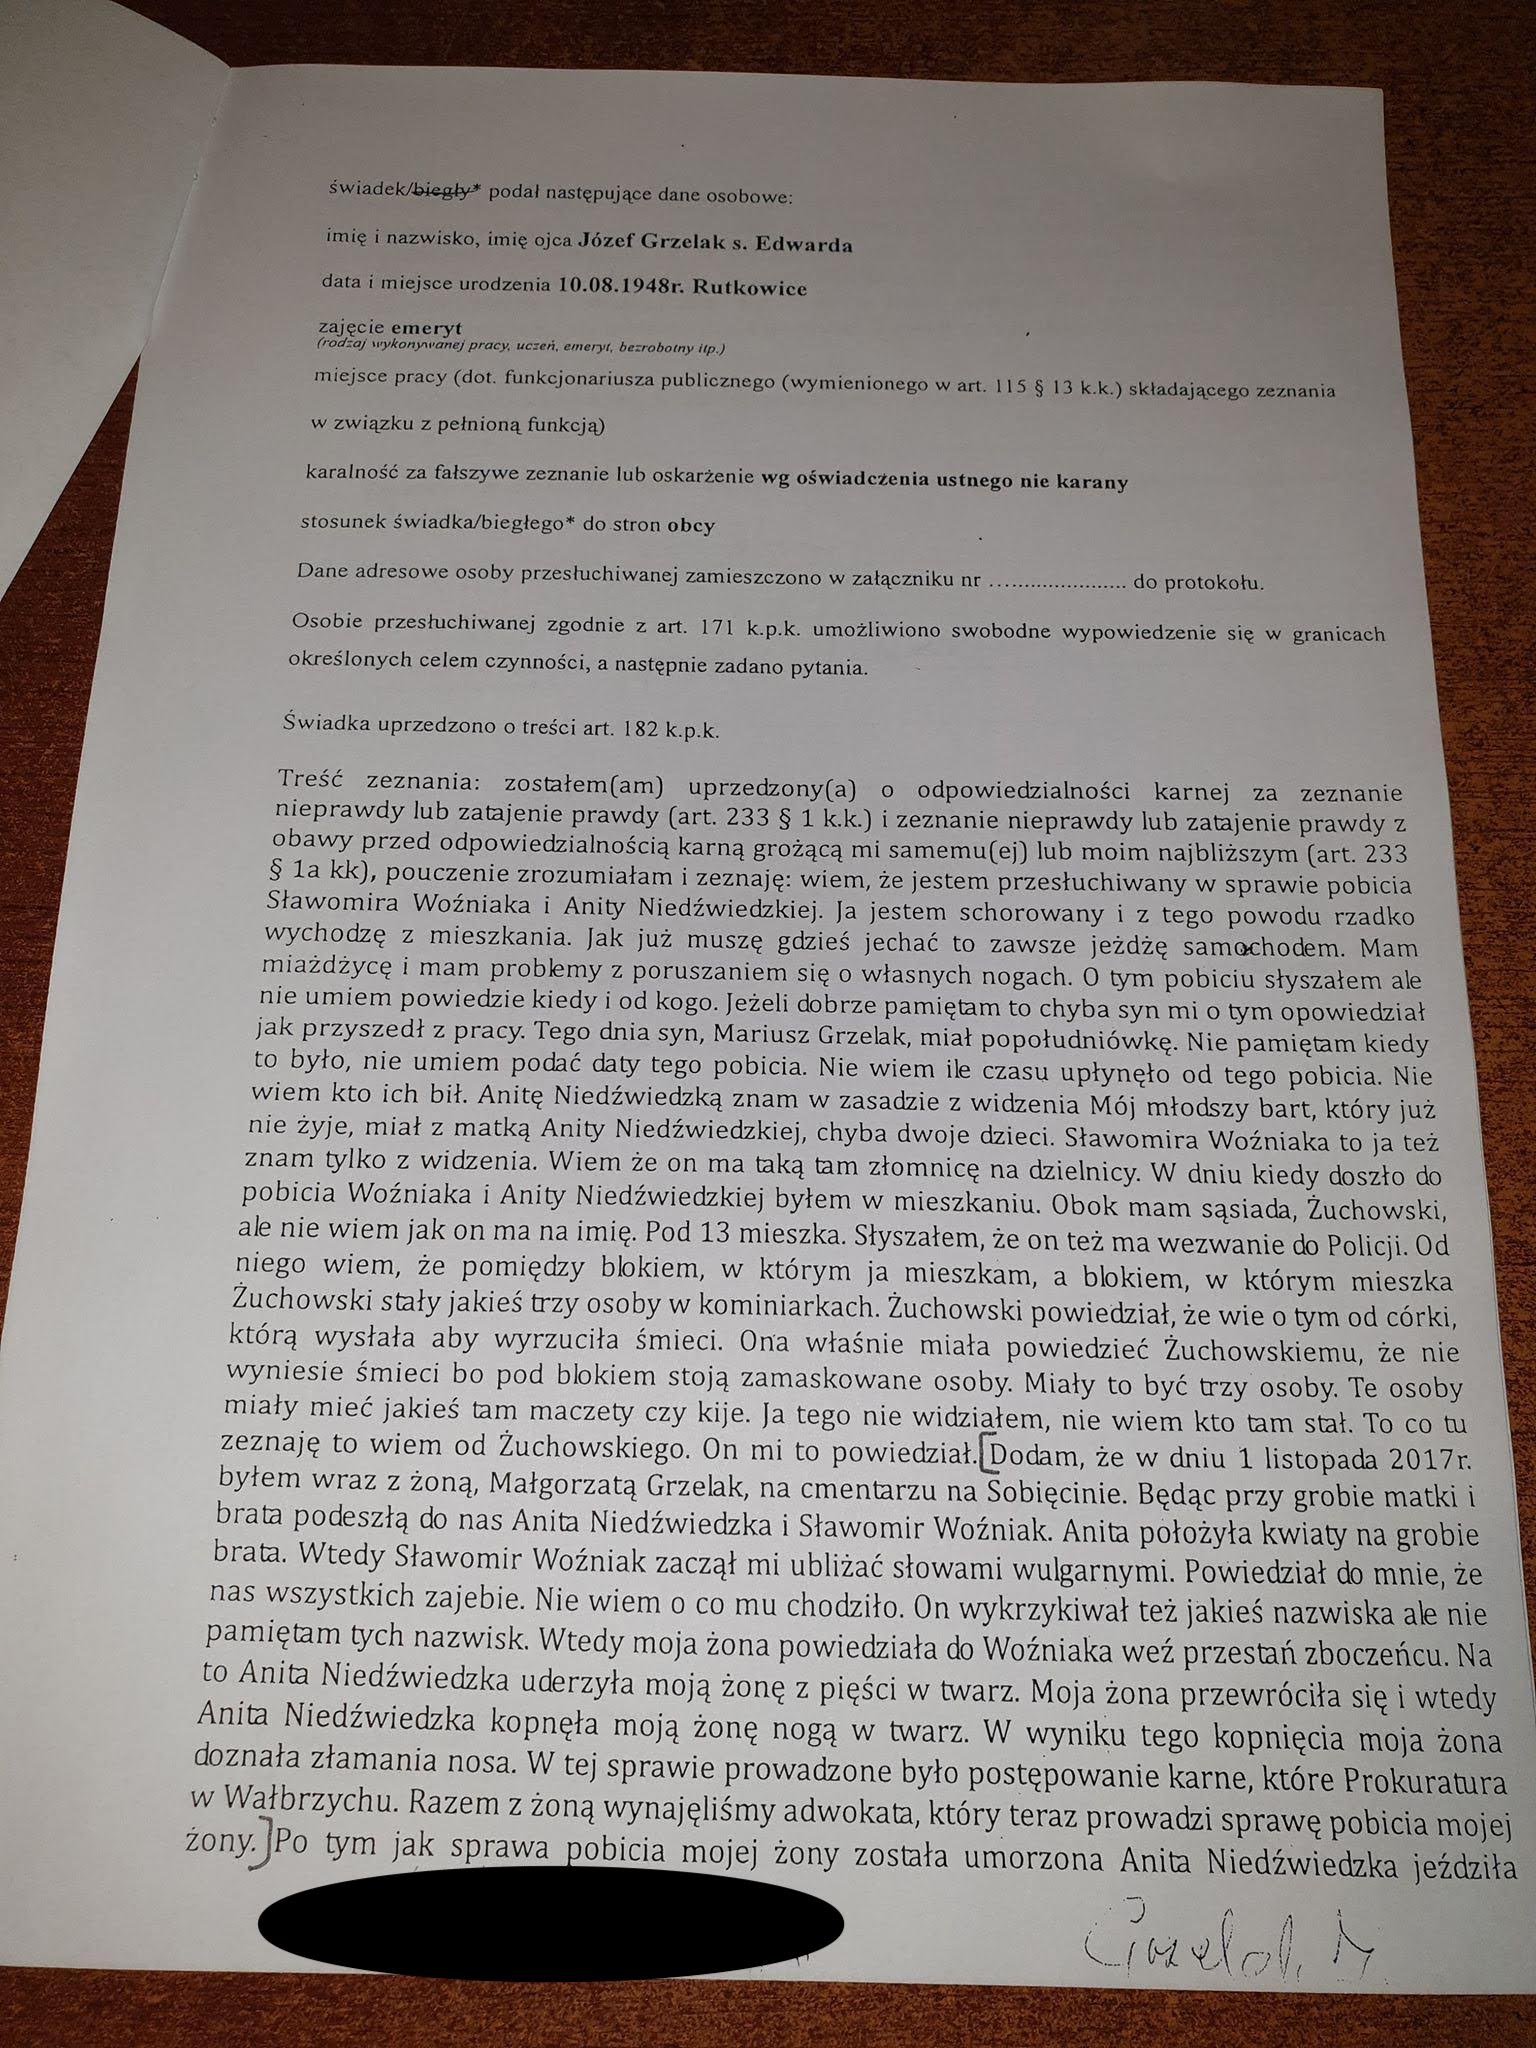 świadek/biegły* podał następujące dane osobowe:
imię i nazwisko, imię ojca Józef Grzelak s. Edwarda
data i miejsce urodzenia 10.08.1948r. Rutkowice
zajęcie emeryt
(rodzaj wykonywanej pracy, uczeń, emeryt, bezrobotny itp.)
miejsce pracy (dot. funkcjonariusza publicznego (wymienionego w art. 115 § 13 k.k.) składającego zeznania
w związku z pełnioną funkcją)
karalność za fałszywe zeznanie lub oskarżenie wg oświadczenia ustnego nie karany
stosunek świadka/biegłego* do stron obcy
Dane adresowe osoby przesłuchiwanej zamieszczono w załączniku nr ........................ do protokołu.
Osobie przesłuchiwanej zgodnie z art. 171 k.p.k. umożliwiono swobodne wypowiedzenie się w granicach
określonych celem czynności, a następnie zadano pytania.
Świadka uprzedzono o treści art. 182 k.p.k.
Treść zeznania: zostałem(am) uprzedzony(a) o odpowiedzialności karnej za zeznanie
nieprawdy lub zatajenie prawdy (art. 233 § 1 k.k.) i zeznanie nieprawdy lub zatajenie prawdy z
obawy przed odpowiedzialnością karną grożącą mi samemu(ej) lub moim najbliższym (art. 233
§ 1a kk), pouczenie zrozumiałam i zeznaję: wiem, że jestem przesłuchiwany w sprawie pobicia
Sławomira Woźniaka i Anity Niedźwiedzkiej. Ja jestem schorowany i z tego powodu rzadko
wychodzę z mieszkania. Jak już muszę gdzieś jechać to zawsze jeżdżę samochodem. Mam
miażdżycę i mam problemy z poruszaniem się o własnych nogach. O tym pobiciu słyszałem ale
nie umiem powiedzie kiedy i od kogo. Jeżeli dobrze pamiętam to chyba syn mi o tym opowiedział
jak przyszedł z pracy. Tego dnia syn, Mariusz Grzelak, miał popołudniówkę. Nie pamiętam kiedy
to było, nie umiem podać daty tego pobicia. Nie wiem ile czasu upłynęło od tego pobicia. Nie
wiem kto ich bił. Anitę Niedźwiedzką znam w zasadzie z widzenia Mój młodszy bart, który już
nie żyje, miał z matką Anity Niedźwiedzkiej, chyba dwoje dzieci. Sławomira Woźniaka to ja też
znam tylko z widzenia. Wiem że on ma taką tam złomnicę na dzielnicy. W dniu kiedy doszło do
pobicia Woźniaka i Anity Niedźwiedzkiej byłem w mieszkaniu. Obok mam sąsiada, Żuchowski,
ale nie wiem jak on ma na imię. Pod 13 mieszka. Słyszałem, że on też ma wezwanie do Policji. Od
niego wiem, że pomiędzy blokiem, w którym ja mieszkam, a blokiem, w którym mieszka
Żuchowski stały jakieś trzy osoby w kominiarkach. Żuchowski powiedział, że wie o tym od córki,
którą wysłała aby wyrzuciła śmieci. Ona właśnie miała powiedzieć Żuchowskiemu, że nie
wyniesie śmieci bo pod blokiem stoją zamaskowane osoby. Miały to być trzy osoby. Te osoby
miały mieć jakieś tam maczety czy kije. Ja tego nie widziałem, nie wiem kto tam stał. To co tu
zeznaję to wiem od Żuchowskiego. On mi to powiedział.[Dodam, że w dniu 1 listopada 2017r.
byłem wraz z żoną, Małgorzatą Grzelak, na cmentarzu na Sobięcinie. Będąc przy grobie matki i
brata podeszłą do nas Anita Niedźwiedzka i Sławomir Woźniak. Anita położyła kwiaty na grobie
brata. Wtedy Sławomir Woźniak zaczął mi ubliżać słowami wulgarnymi. Powiedział do mnie, że
nas wszystkich zajebie. Nie wiem o co mu chodziło. On wykrzykiwał też jakieś nazwiska ale nie
pamiętam tych nazwisk. Wtedy moja żona powiedziała do Woźniaka weź przestań zboczeńcu. Na
to Anita Niedźwiedzka uderzyła moją żonę z pięści w twarz. Moja żona przewróciła się i wtedy
Anita Niedźwiedzka kopnęła moją żonę nogą w twarz. W wyniku tego kopnięcia moja żona
doznała złamania nosa. W tej sprawie prowadzone było postępowanie karne, które Prokuratura
w Wałbrzychu. Razem z żoną wynajęliśmy adwokata, który teraz prowadzi sprawę pobicia mojej
żony.]Po tym jak sprawa pobicia mojej żony została umorzona Anita Niedźwiedzka jeździła